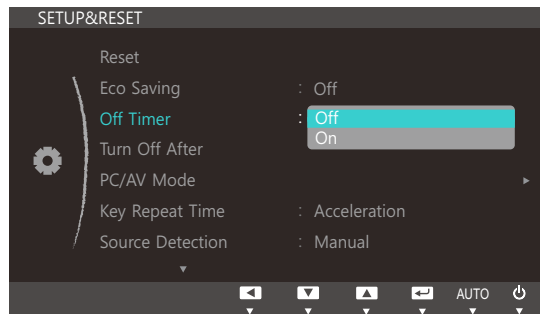 SETUP&RESET
Reset
Eco Saving : Off
Off Timer : Off
On
Turn Off After
PC/AV Mode
Key Repeat Time : Acceleration
Source Detection : Manual
AUTO